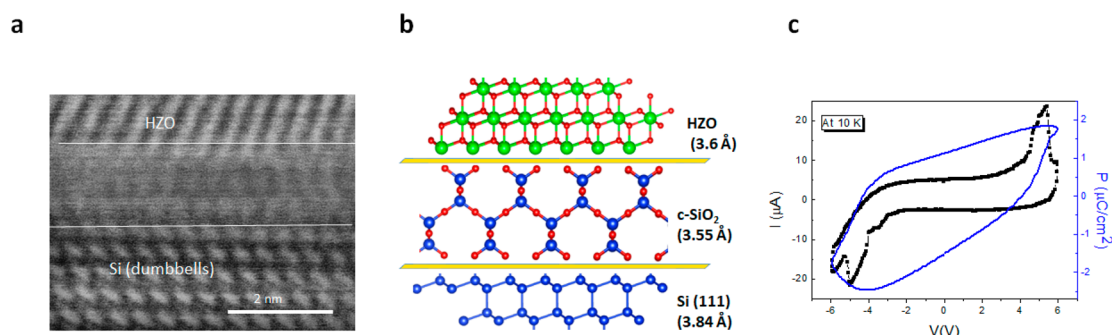 a
b
c
HZO
Si (dumbbells)
2 nm
HZO
(3.6 Å)
c-SiO₂
(3.55 Å)
Si (111)
(3.84 Å)
At 10 K
I (µA)
20
10
0
-10
-20
P (µC/cm²)
2
1
0
-1
-2
-6 -4 -2 0 2 4 6
V(V)